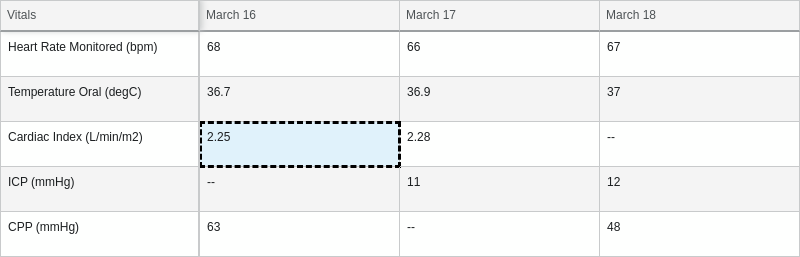 Vitals March 16 March 17 March 18
Heart Rate Monitored (bpm) 68 66 67
Temperature Oral (degC) 36.7 36.9 37
Cardiac Index (L/min/m2) 2.25 2.28 --
ICP (mmHg) -- 11 12
CPP (mmHg) 63 -- 48